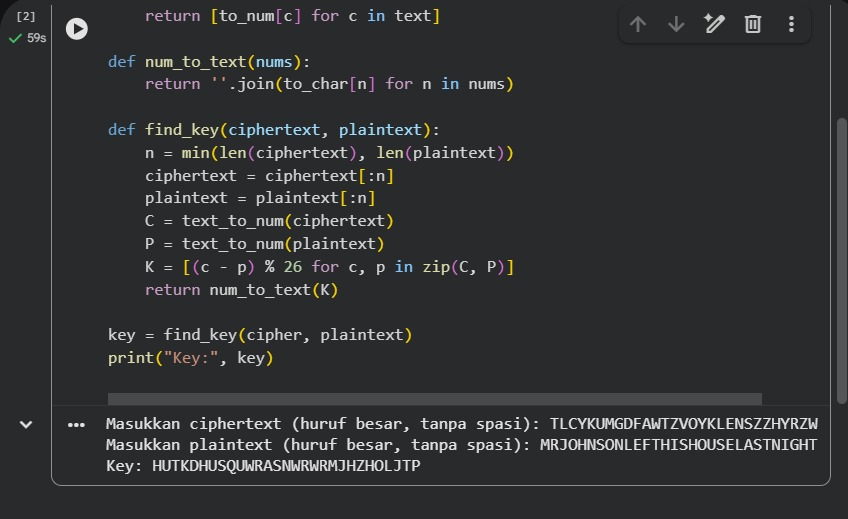 [2]
59s
    return [to_num[c] for c in text]
def num_to_text(nums):
    return ''.join(to_char[n] for n in nums)
def find_key(ciphertext, plaintext):
    n = min(len(ciphertext), len(plaintext))
    ciphertext = ciphertext[:n]
    plaintext = plaintext[:n]
    C = text_to_num(ciphertext)
    P = text_to_num(plaintext)
    K = [(c - p) % 26 for c, p in zip(C, P)]
    return num_to_text(K)
key = find_key(cipher, plaintext)
print("Key:", key)
Masukkan ciphertext (huruf besar, tanpa spasi): TLCYKUMGDFAWTZVOYKLENSZZHYRZW
Masukkan plaintext (huruf besar, tanpa spasi): MRJOHNSONLEFTHISHOUSELASTNIGHT
Key: HUTKDHUSQUWRASNWRWRMJHZHOLJTP